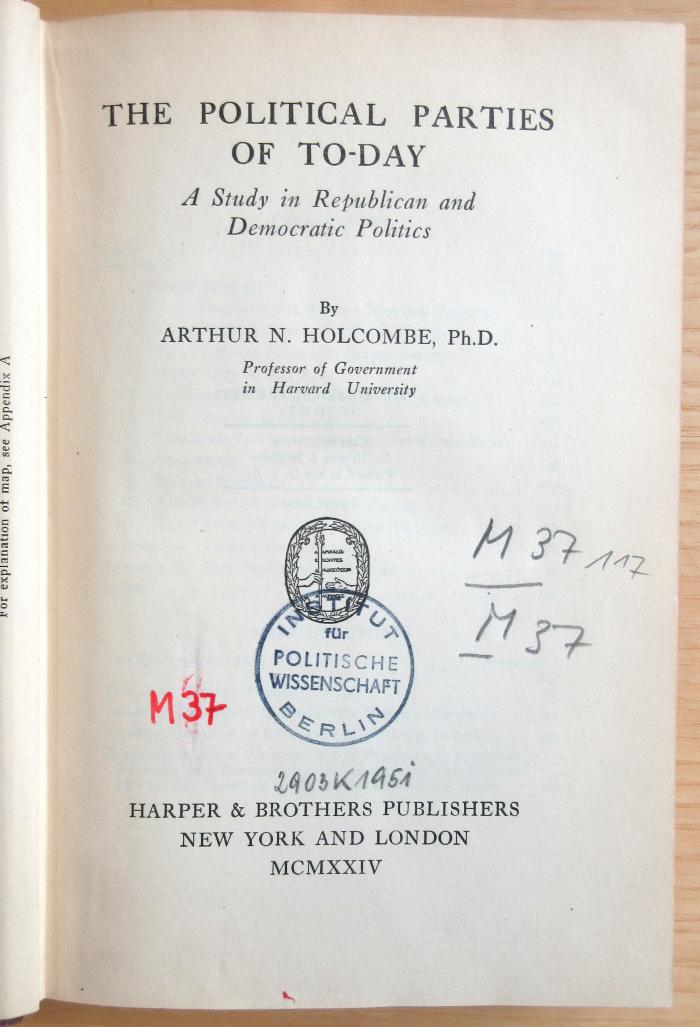 For explanation of map, see Appendix A
THE POLITICAL PARTIES
OF TO-DAY
A Study in Republican and
Democratic Politics
By
ARTHUR N. HOLCOMBE, Ph.D.
Professor of Government
in Harvard University
M 37 117
M 37
INSTITUT
für
POLITISCHE
WISSENSCHAFT
BERLIN
M37
2903K1951
HARPER & BROTHERS PUBLISHERS
NEW YORK AND LONDON
MCMXXIV